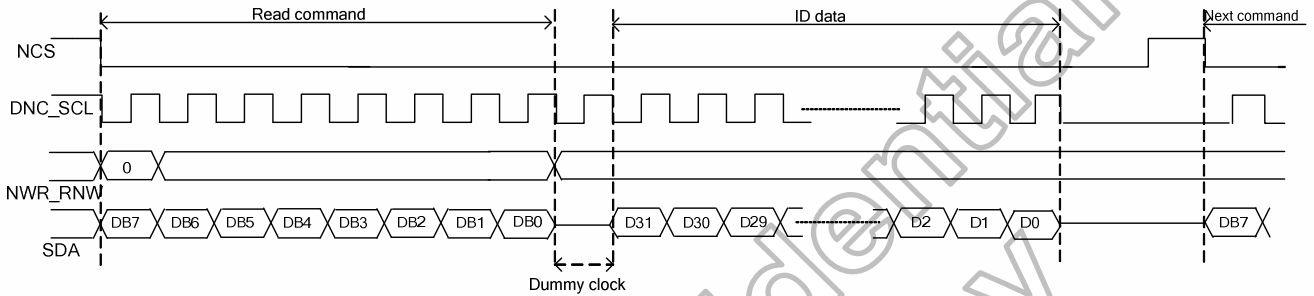 Read command ID data Next command
NCS
DNC_SCL
0
NWR_RNW
DB7 DB6 DB5 DB4 DB3 DB2 DB1 DB0 D31 D30 D29 D2 D1 D0 DB7
SDA
Dummy clock